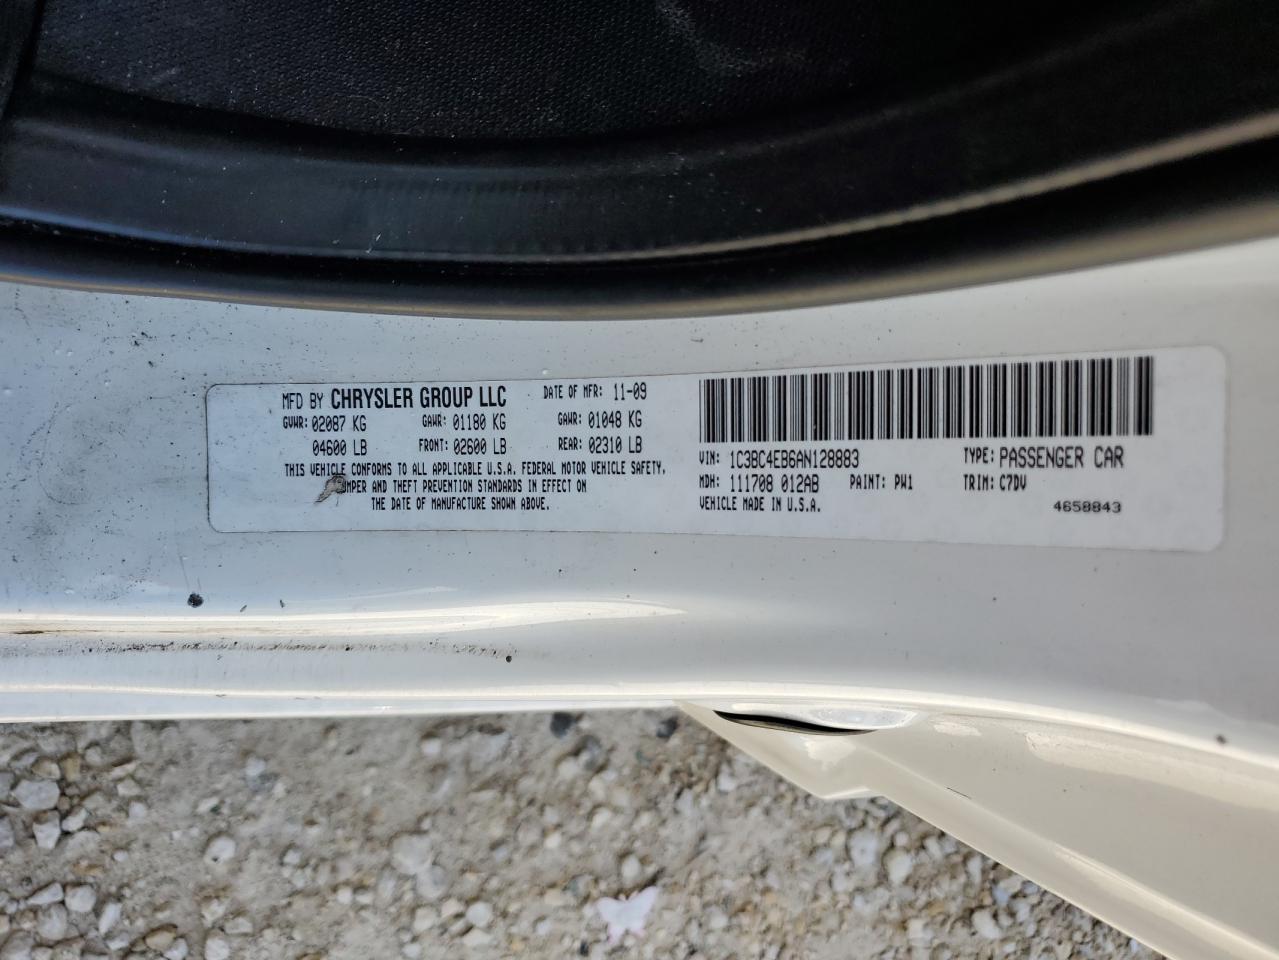 MFD BY CHRYSLER GROUP LLC DATE OF MFR: 11-09
GVWR: 02087 KG GAWR: 01180 KG GAWR: 01048 KG
04600 LB FRONT: 02600 LB REAR: 02310 LB
THIS VEHICLE CONFORMS TO ALL APPLICABLE U.S.A. FEDERAL MOTOR VEHICLE SAFETY,
AND THEFT PREVENTION STANDARDS IN EFFECT ON
THE DATE OF MANUFACTURE SHOWN ABOVE.
VIN: 1C3BC4EB6AN128883 TYPE: PASSENGER CAR
MDH: 111708 012AB PAINT: PW1 TRIM: C7DV
VEHICLE MADE IN U.S.A. 4658843